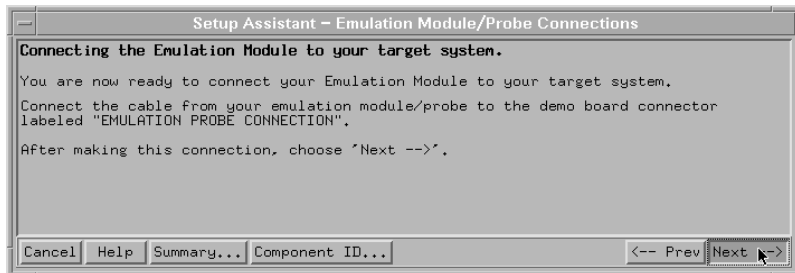 Setup Assistant – Emulation Module/Probe Connections
Connecting the Emulation Module to your target system.
You are now ready to connect your Emulation Module to your target system.
Connect the cable from your emulation module/probe to the demo board connector
labeled "EMULATION PROBE CONNECTION".
After making this connection, choose 'Next -->'.
Cancel Help Summary... Component ID... <-- Prev Next -->